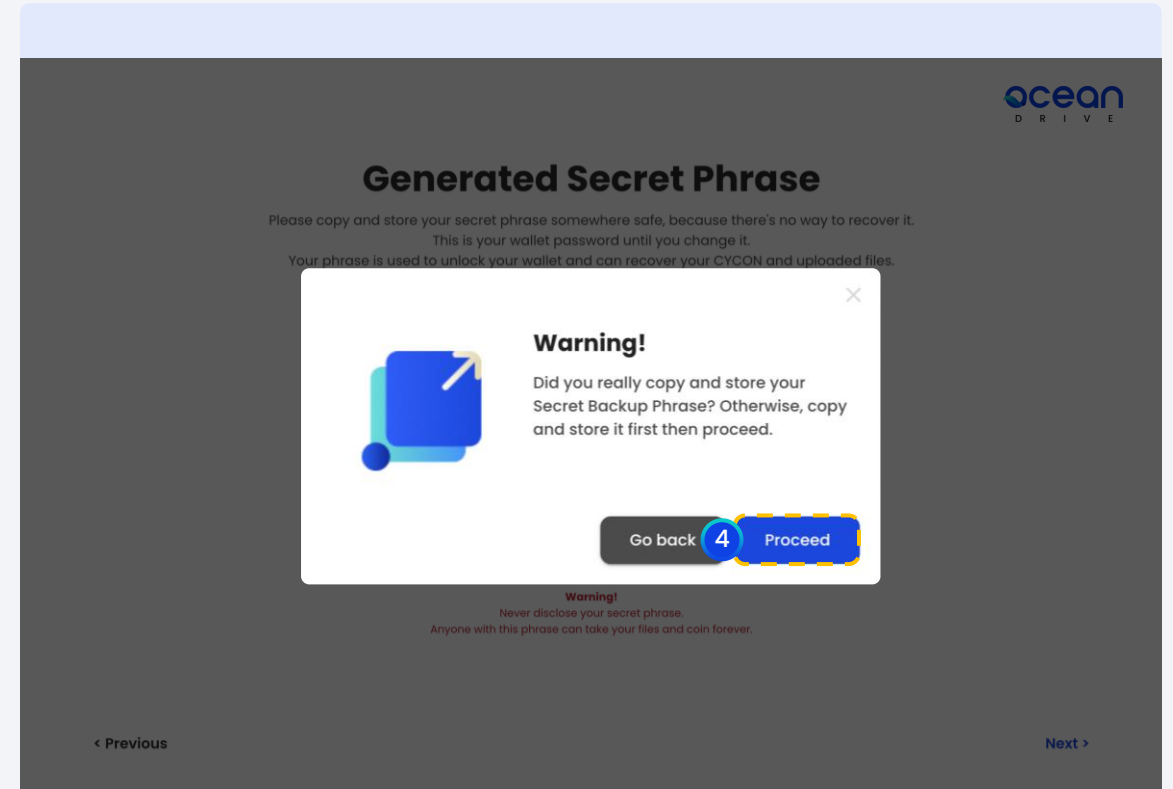 ocean
DRIVE
Generated Secret Phrase
Please copy and store your secret phrase somewhere safe, because there's no way to recover it.
This is your wallet password until you change it.
Your phrase is used to unlock your wallet and can recover your CYCON and uploaded files.
Warning!
Did you really copy and store your
Secret Backup Phrase? Otherwise, copy
and store it first then proceed.
Go back 4 Proceed
Warning!
Never disclose your secret phrase.
Anyone with this phrase can take your files and coin forever.
< Previous
Next >